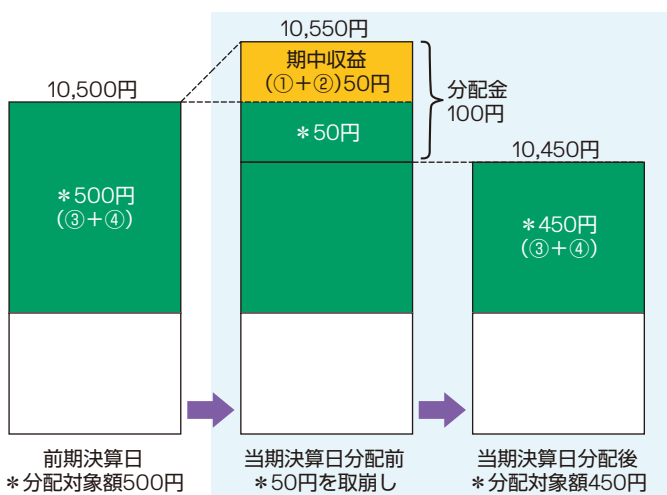 10,500円
*500円
(③+④)
前期決算日
*分配対象額500円
10,550円
期中収益
(①+②)50円
*50円
分配金
100円
当期決算日分配前
*50円を取崩し
10,450円
*450円
(③+④)
当期決算日分配後
*分配対象額450円